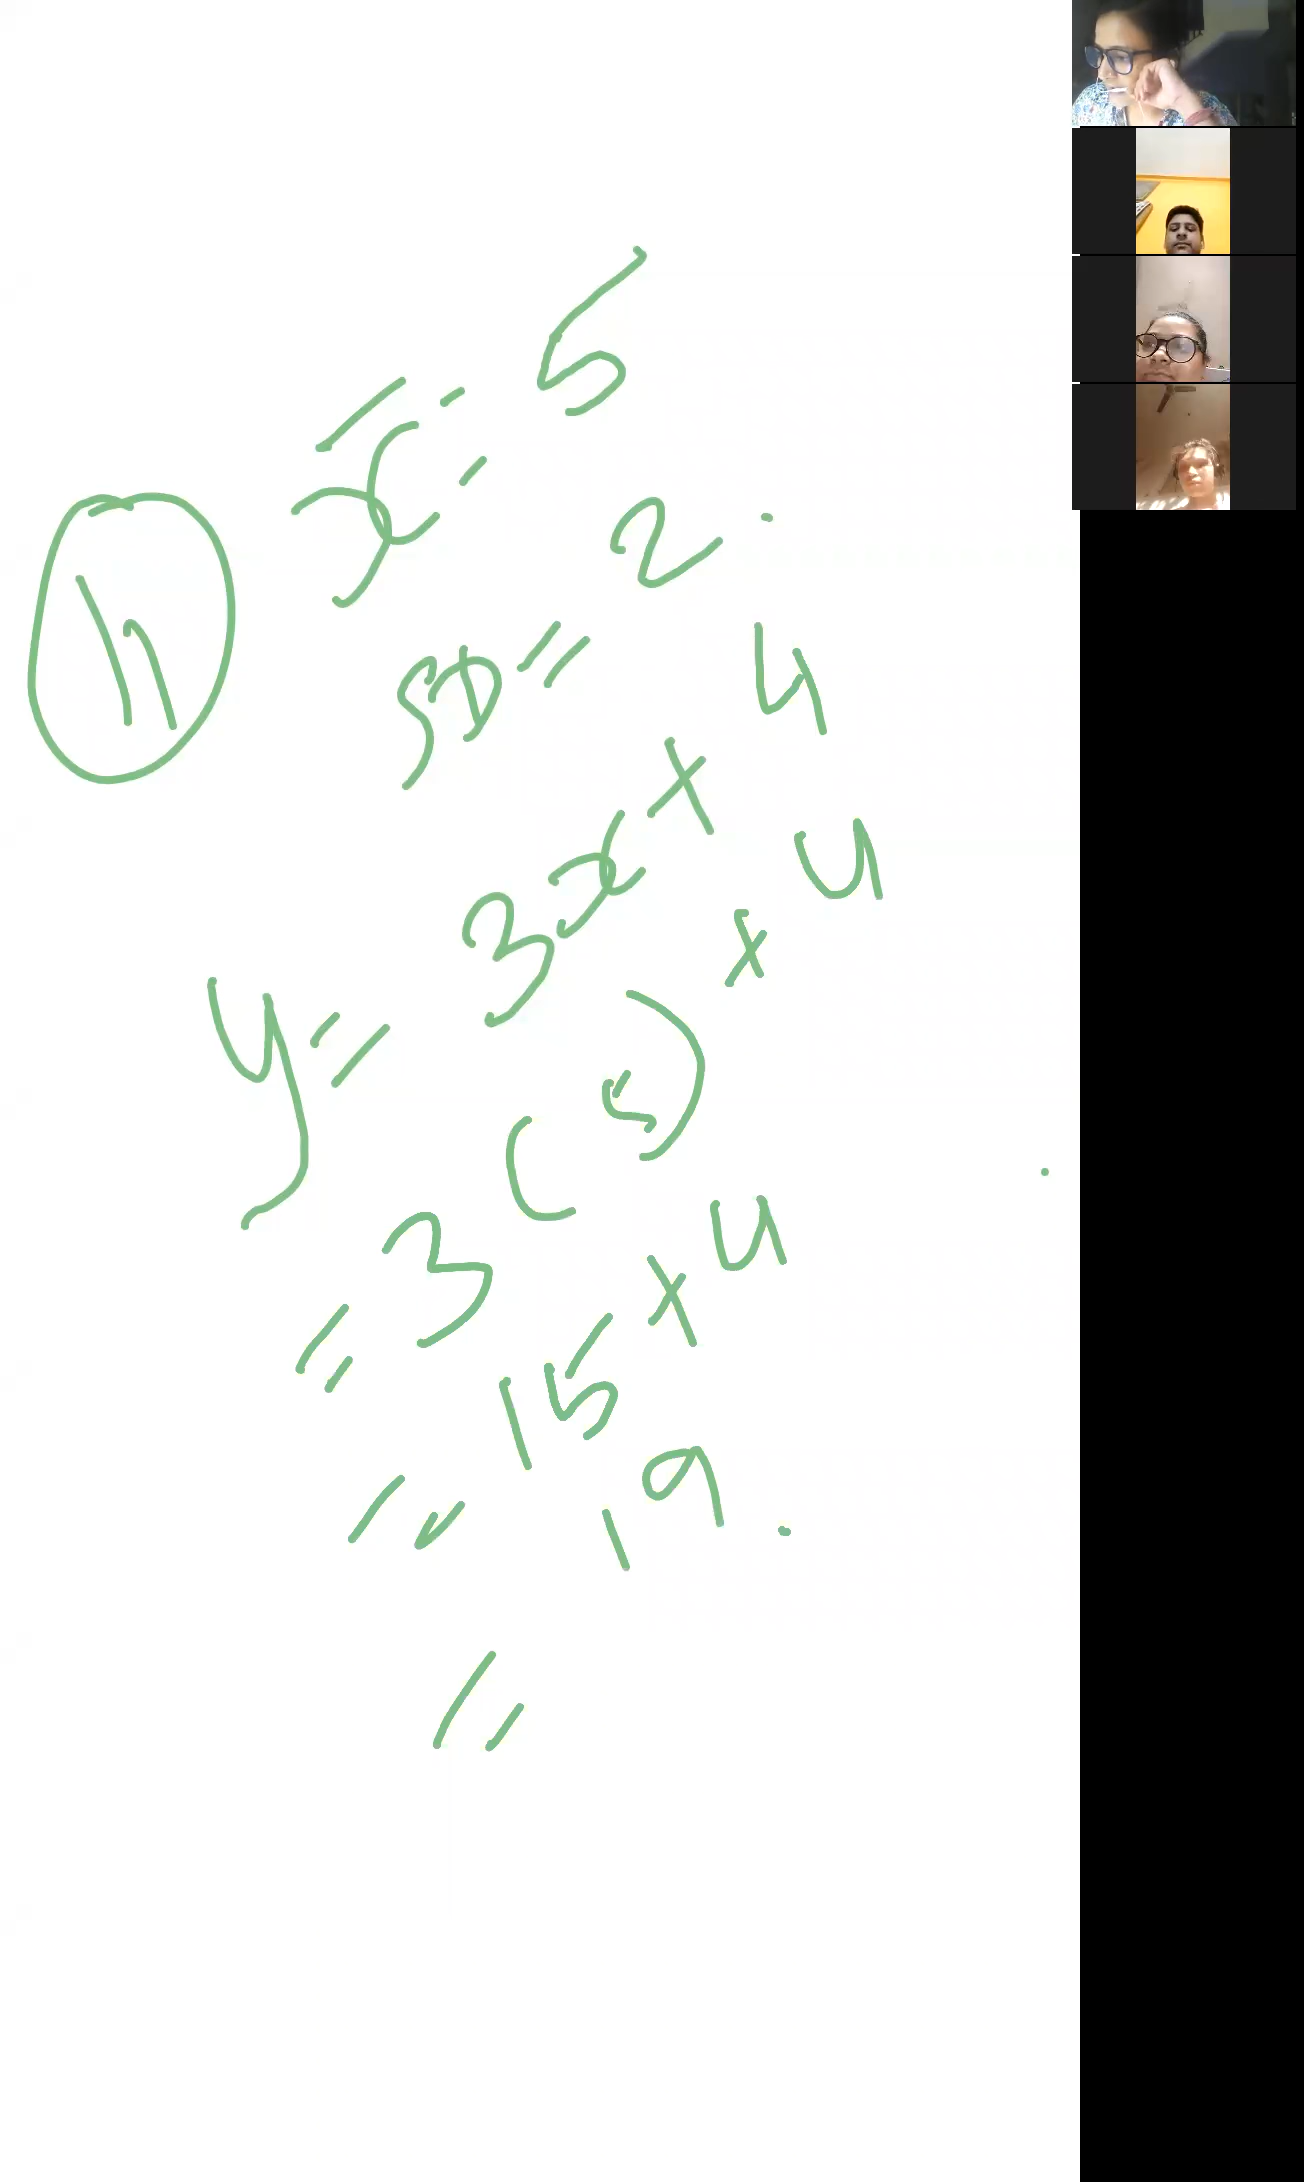 11
x̄ = 5
SD = 2.
y = 3x + 4
= 3(5) + 4
= 15 + 4
= 19.